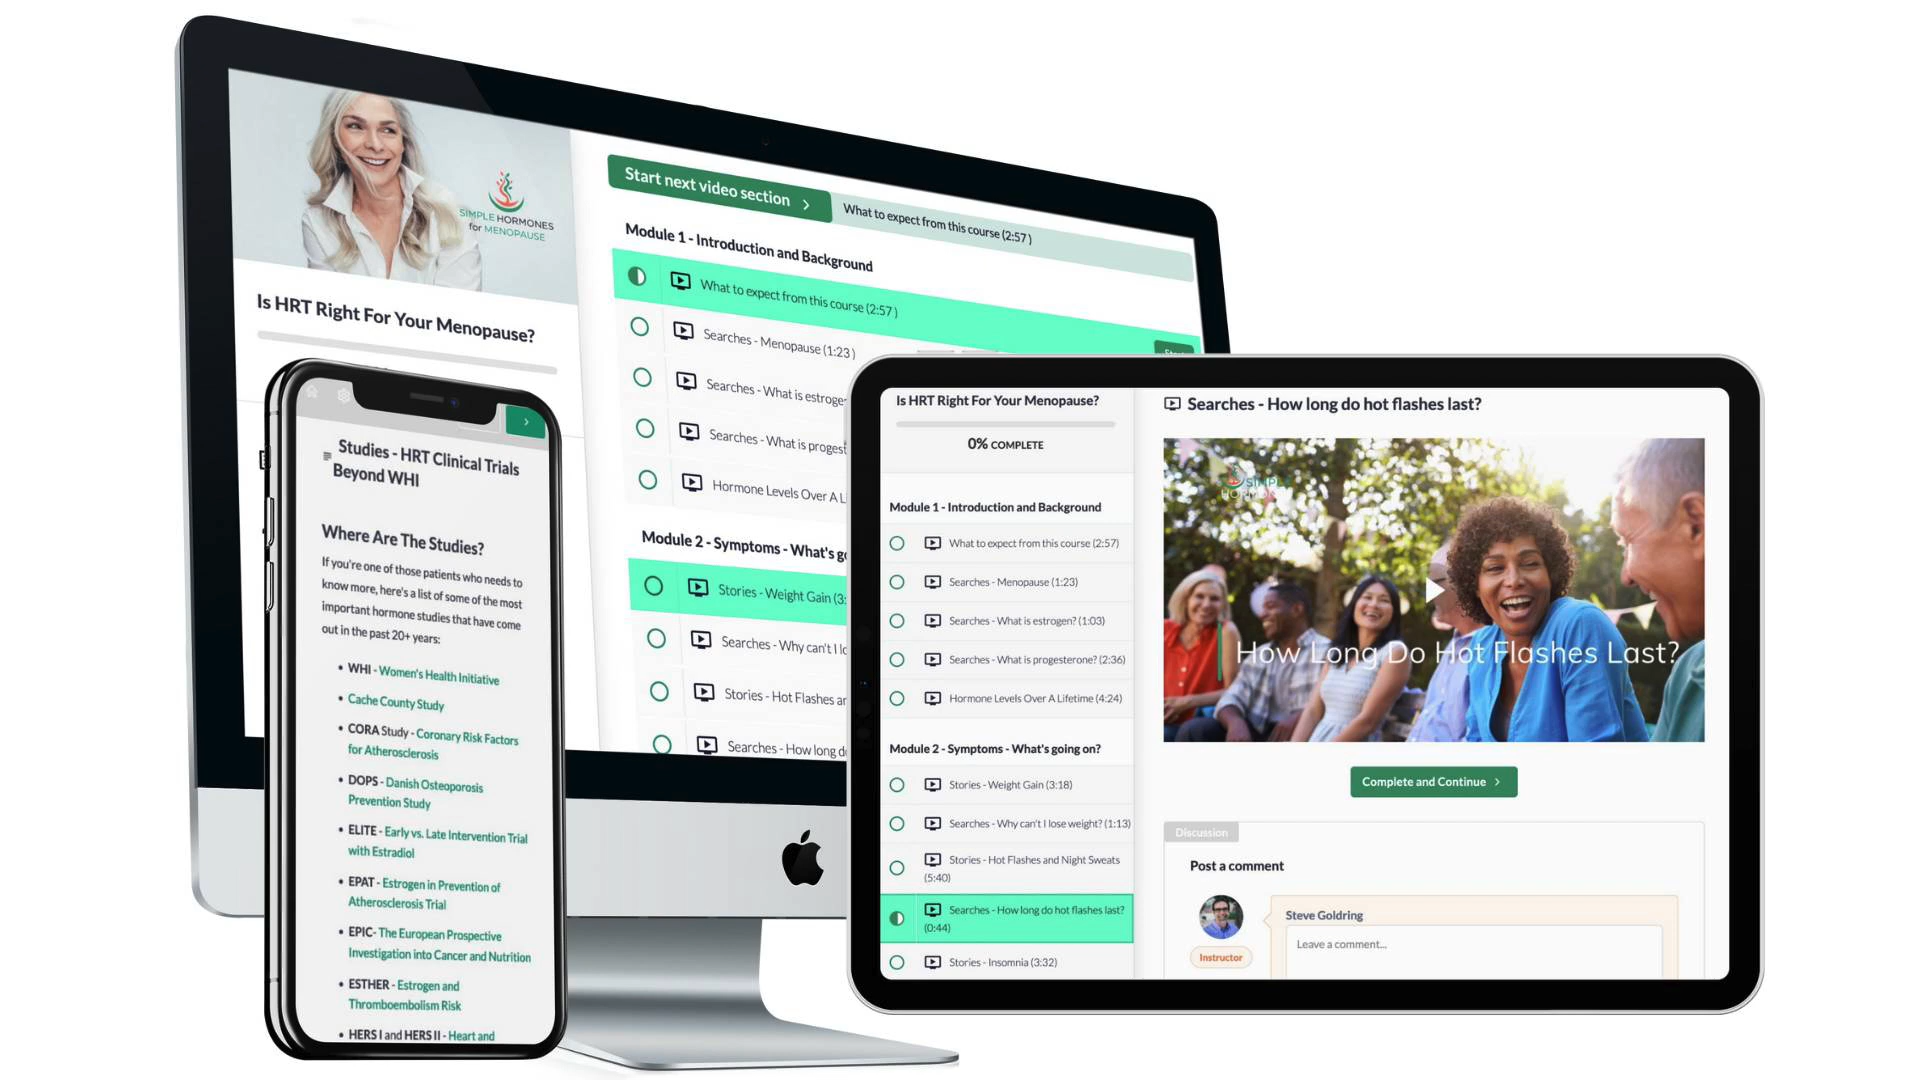 SIMPLE HORMONES
for MENOPAUSE
Is HRT Right For Your Menopause?
Start next video section
What to expect from this course (2:57)
Module 1 - Introduction and Background
What to expect from this course (2:57)
Searches - Menopause (1:23)
Searches - What is
Searches - What is
Hormone Levels Over A
Module 2 - Symptoms - What's
Stories - Weight Gain
Searches - Why can't I
Stories - Hot Flashes
Searches - How long
Studies - HRT Clinical Trials
Beyond WHI
Where Are The Studies?
If you're one of those patients who needs to
know more, here's a list of some of the most
important hormone studies that have come
out in the past 20+ years:
• WHI - Women's Health Initiative
• Cache County Study
• CORA Study - Coronary Risk Factors
for Atherosclerosis
• DOPS - Danish Osteoporosis
Prevention Study
• ELITE - Early vs. Late Intervention Trial
with Estradiol
• EPAT - Estrogen in Prevention of
Atherosclerosis Trial
• EPIC- The European Prospective
Investigation into Cancer and Nutrition
• ESTHER - Estrogen and
Thromboembolism Risk
• HERS I and HERS II - Heart and
Is HRT Right For Your Menopause?
0% COMPLETE
Module 1 - Introduction and Background
What to expect from this course (2:57)
Searches - Menopause (1:23)
Searches - What is estrogen? (1:03)
Searches - What is progesterone? (2:36)
Hormone Levels Over A Lifetime (4:24)
Module 2 - Symptoms - What's going on?
Stories - Weight Gain (3:18)
Searches - Why can't I lose weight? (1:13)
Stories - Hot Flashes and Night Sweats
(5:40)
Searches - How long do hot flashes last?
(0:44)
Stories - Insomnia (3:32)
Searches - How long do hot flashes last?
How Long Do Hot Flashes Last?
Complete and Continue
Discussion
Post a comment
Steve Goldring
Leave a comment...
Instructor